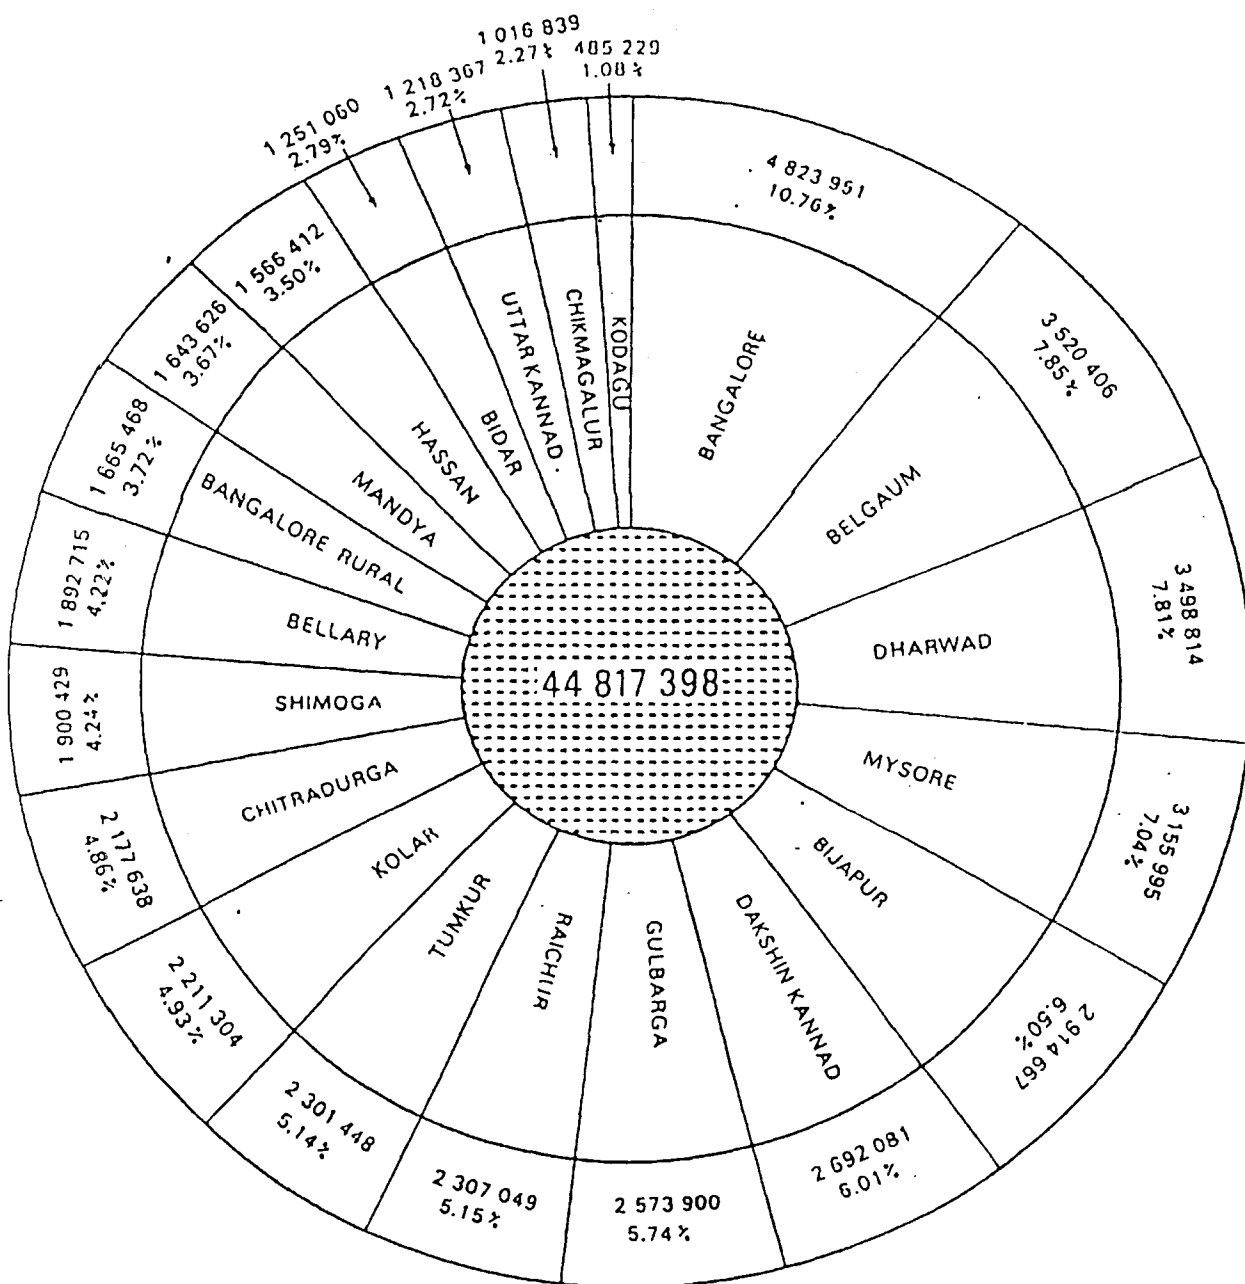 1 016 839
2.27%
485 229
1.08%
1 218 367
2.72%
1 251 060
2.79%
4 823 951
10.76%
3 520 406
7.85%
3 498 814
7.81%
3 155 995
7.04%
2 914 667
6.50%
2 692 081
6.01%
2 573 900
5.74%
2 307 049
5.15%
2 301 448
5.14%
2 211 304
4.93%
2 177 638
4.86%
1 900 429
4.24%
1 892 715
4.22%
1 665 468
3.72%
1 643 626
3.67%
1 566 412
3.50%
BANGALORE
BELGAUM
DHARWAD
MYSORE
BIJAPUR
DAKSHIN KANNAD
GULBARGA
RAICHUR
TUMKUR
KOLAR
CHITRADURGA
SHIMOGA
BELLARY
BANGALORE RURAL
MANDYA
HASSAN
BIDAR
UTTAR KANNAD.
CHIKMAGALUR
KODAGU
44 817 398